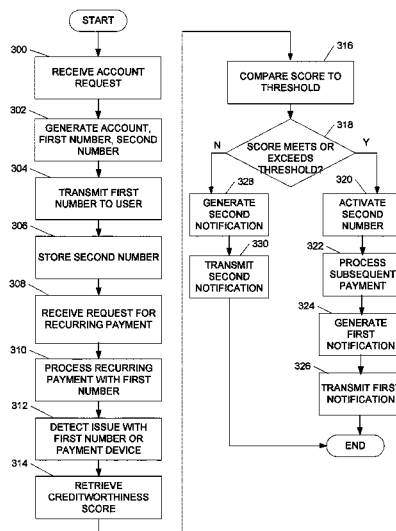 START
300
RECEIVE ACCOUNT
REQUEST
302
GENERATE ACCOUNT,
FIRST NUMBER, SECOND
NUMBER
304
TRANSMIT FIRST
NUMBER TO USER
306
STORE SECOND NUMBER
308
RECEIVE REQUEST FOR
RECURRING PAYMENT
310
PROCESS RECURRING
PAYMENT WITH FIRST
NUMBER
312
DETECT ISSUE WITH
FIRST NUMBER OR
PAYMENT DEVICE
314
RETRIEVE
CREDITWORTHINESS
SCORE
316
COMPARE SCORE TO
THRESHOLD
318
SCORE MEETS OR
EXCEEDS
THRESHOLD?
N
Y
328
GENERATE
SECOND
NOTIFICATION
330
TRANSMIT
SECOND
NOTIFICATION
320
ACTIVATE
SECOND
NUMBER
322
PROCESS
SUBSEQUENT
PAYMENT
324
GENERATE
FIRST
NOTIFICATION
326
TRANSMIT FIRST
NOTIFICATION
END